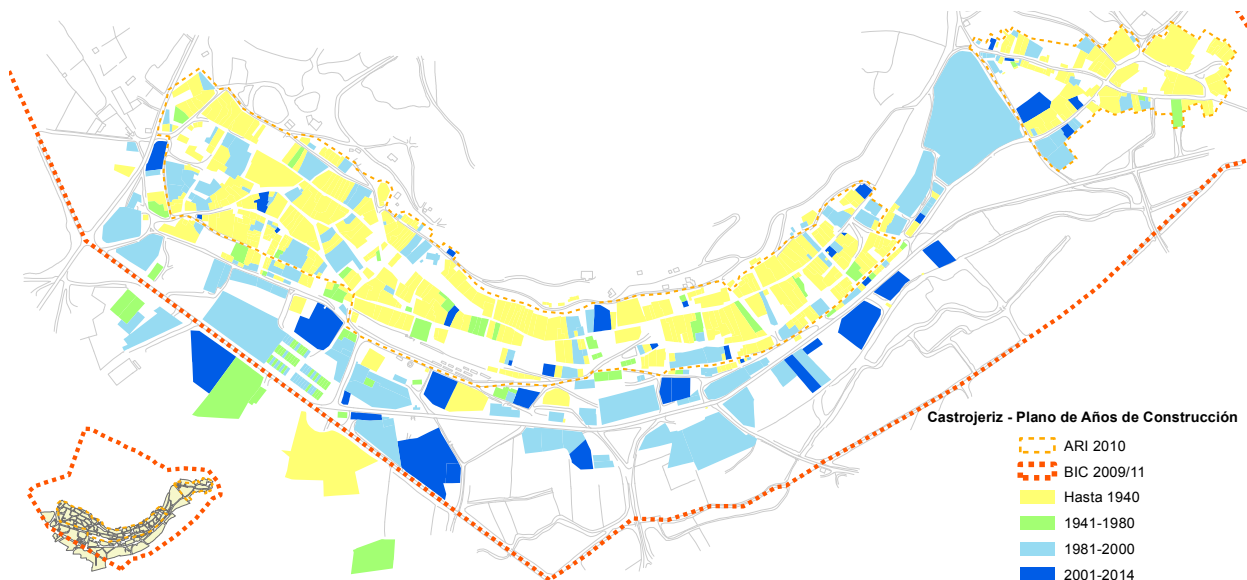 Castrojeriz - Plano de Años de Construcción
ARI 2010
BIC 2009/11
Hasta 1940
1941-1980
1981-2000
2001-2014